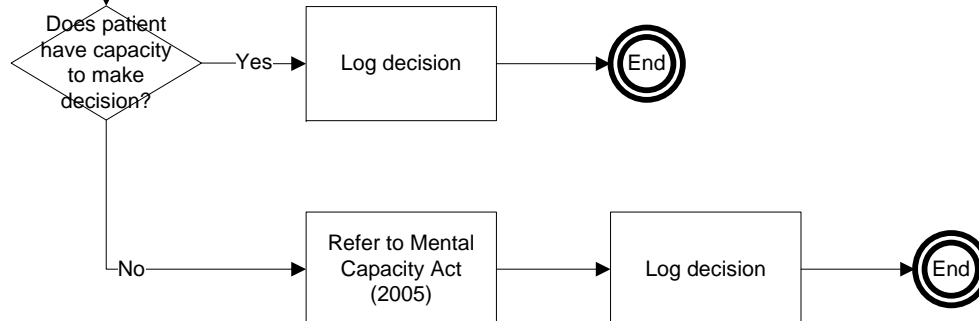 Does patient
have capacity
to make
decision?
Yes
Log decision
End
No
Refer to Mental
Capacity Act
(2005)
Log decision
End